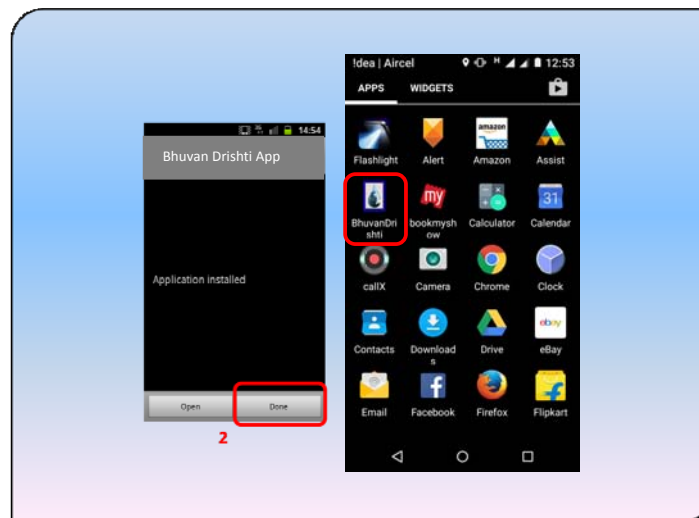 14:54
Bhuvan Drishti App
Application installed
Open Done
2
!dea | Aircel H 12:53
APPS WIDGETS
amazon
Flashlight Alert Amazon Assist
my 31
BhuvanDri bookmysh Calculator Calendar
shti ow
callX Camera Chrome Clock
ebay
Contacts Download Drive eBay
s
Email Facebook Firefox Flipkart